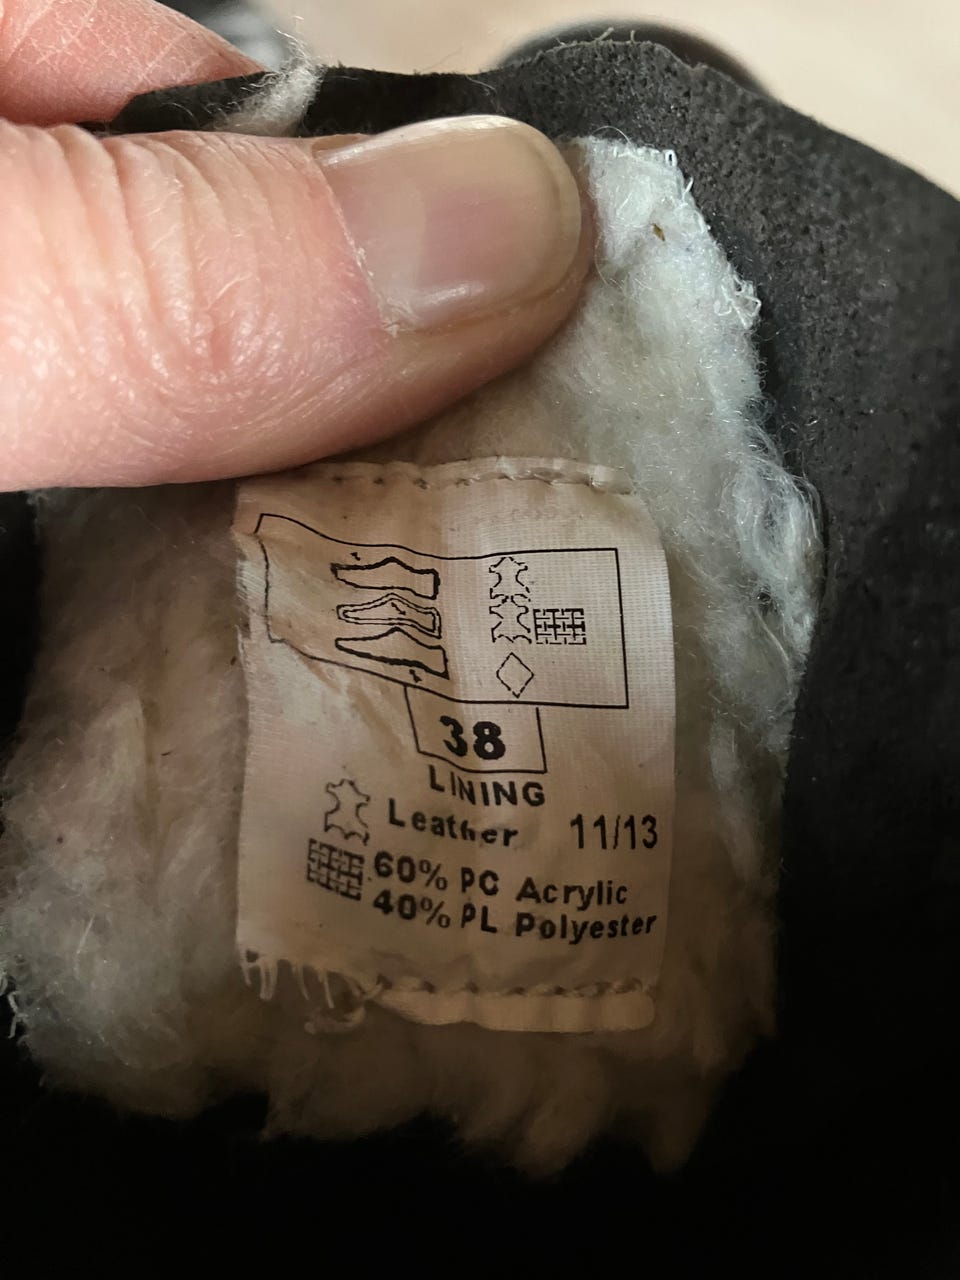 38
LINING
Leather 11/13
60% PC Acrylic
40% PL Polyester